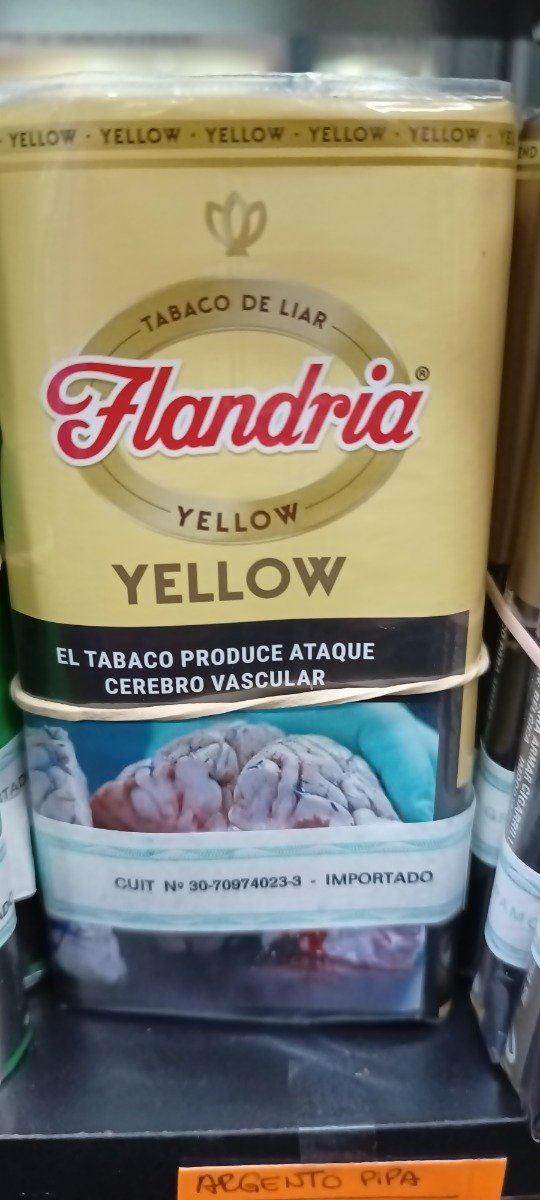 YELLOW · YELLOW · YELLOW · YELLOW · YELLOW ·
TABACO DE LIAR
Flandria®
YELLOW
YELLOW
EL TABACO PRODUCE ATAQUE
CEREBRO VASCULAR
CUIT Nº 30-70974023-3 - IMPORTADO
ARGENTO PIPA